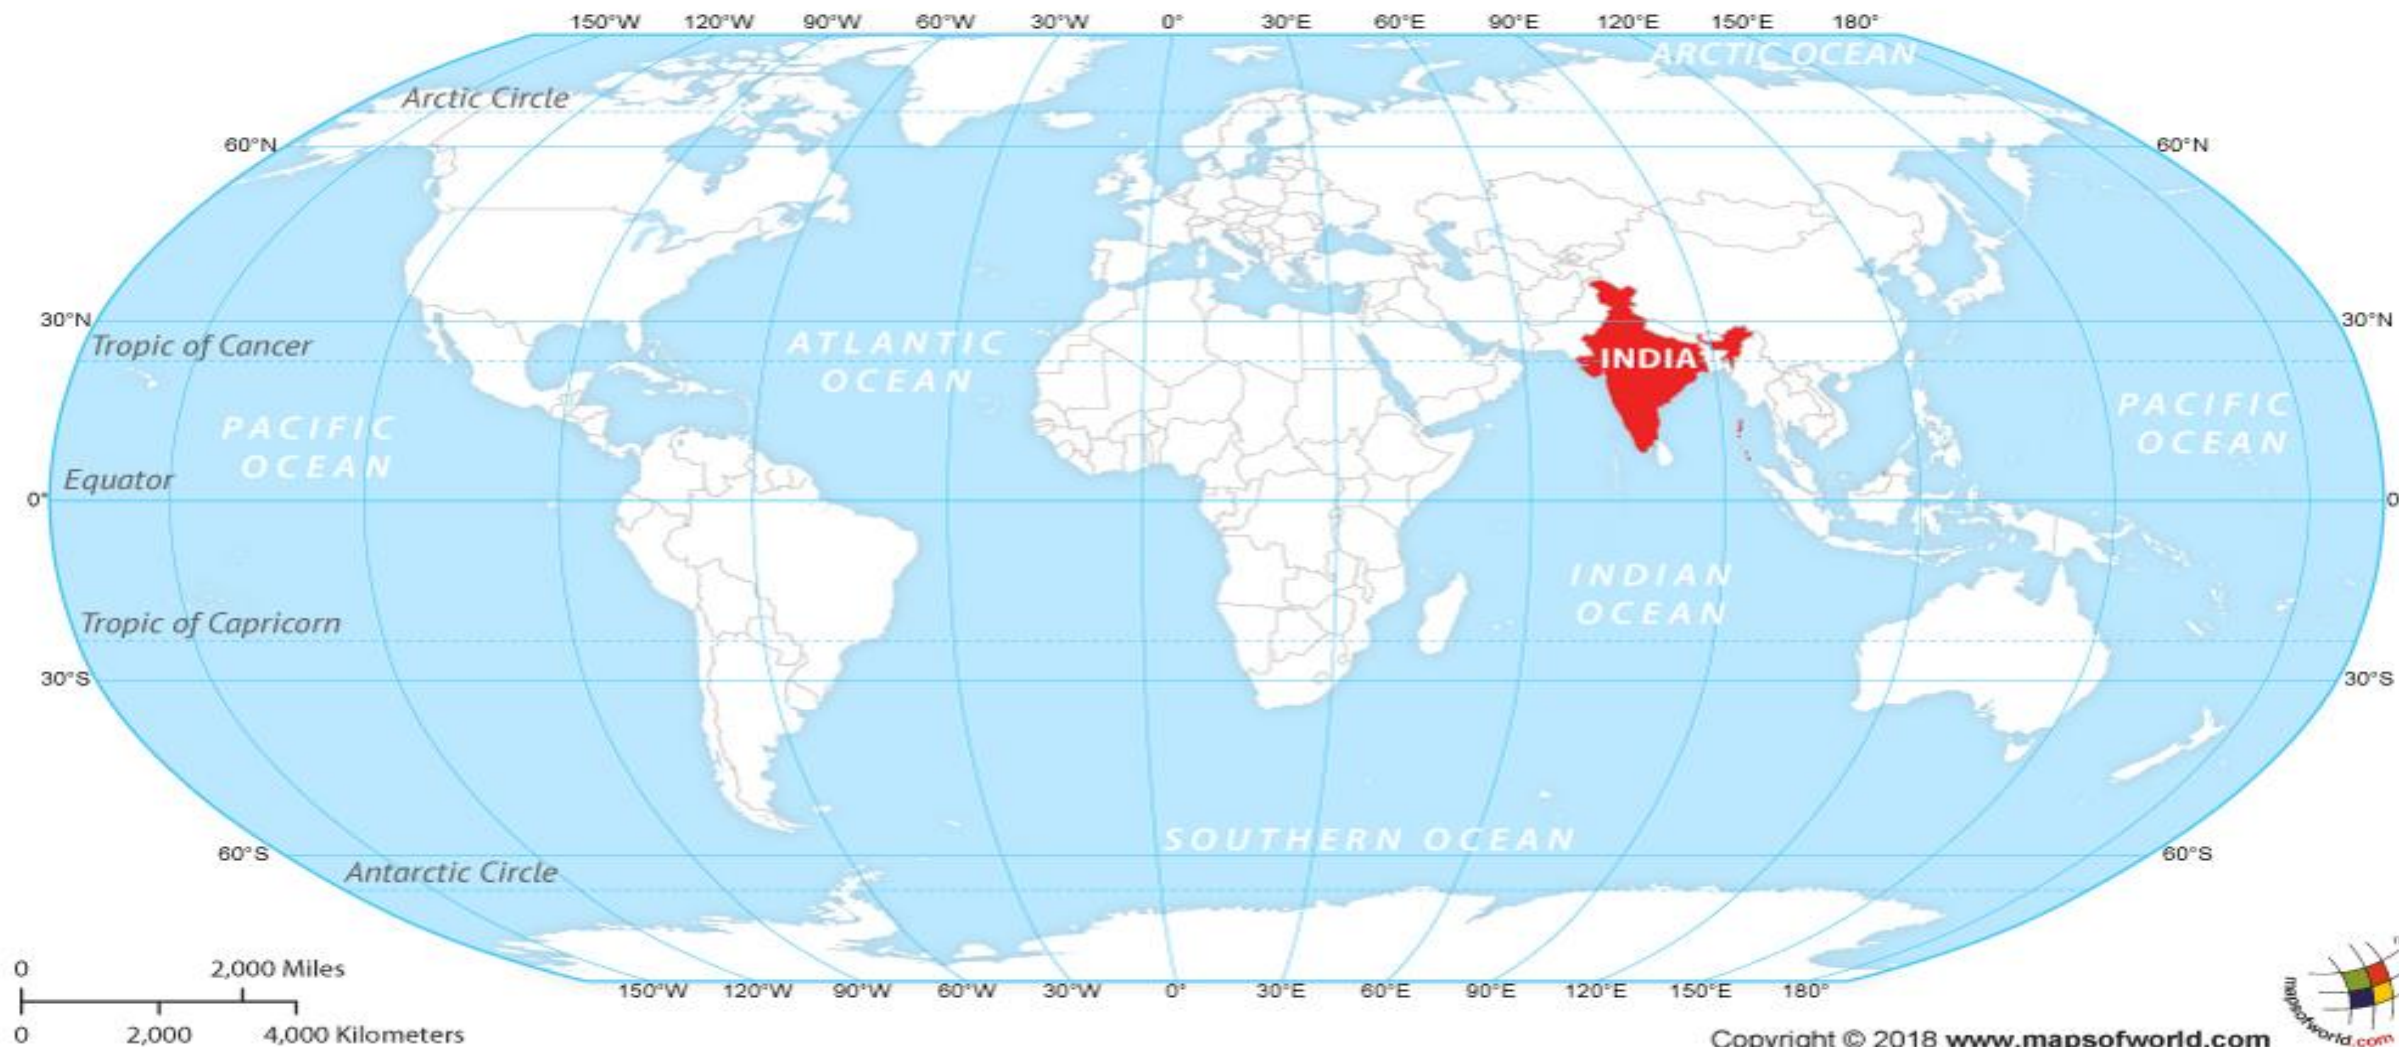 150°W 120°W 90°W 60°W 30°W 0° 30°E 60°E 90°E 120°E 150°E 180°
ARCTIC OCEAN
Arctic Circle
60°N 60°N
30°N 30°N
Tropic of Cancer
ATLANTIC
OCEAN
INDIA
PACIFIC
OCEAN
PACIFIC
OCEAN
Equator
0° 0
INDIAN
OCEAN
Tropic of Capricorn
30°S 30°S
SOUTHERN OCEAN
60°S 60°S
Antarctic Circle
0 2,000 Miles
0 2,000 4,000 Kilometers
150°W 120°W 90°W 60°W 30°W 0° 30°E 60°E 90°E 120°E 150°E 180°
Copyright © 2018 www.mapsofworld.com
mapsofworld.com